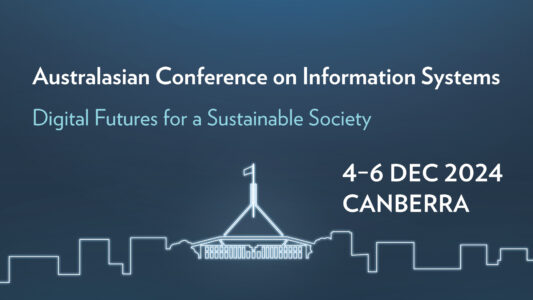 Australasian Conference on Information Systems
Digital Futures for a Sustainable Society
4–6 DEC 2024
CANBERRA